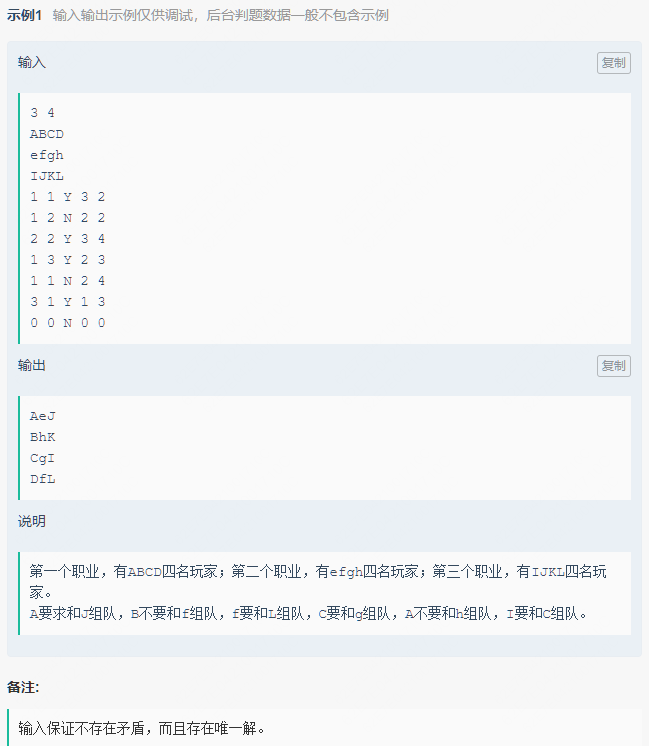 示例1 输入输出示例仅供调试，后台判题数据一般不包含示例
输入
复制
3 4
ABCD
efgh
IJKL
1 1 Y 3 2
1 2 N 2 2
2 2 Y 3 4
1 3 Y 2 3
1 1 N 2 4
3 1 Y 1 3
0 0 N 0 0
输出
复制
AeJ
BhK
CgI
DfL
说明
第一个职业，有ABCD四名玩家；第二个职业，有efgh四名玩家；第三个职业，有IJKL四名玩
家。
A要求和J组队，B不要和f组队，f要和L组队，C要和g组队，A不要和h组队，I要和C组队。
备注:
输入保证不存在矛盾，而且存在唯一解。